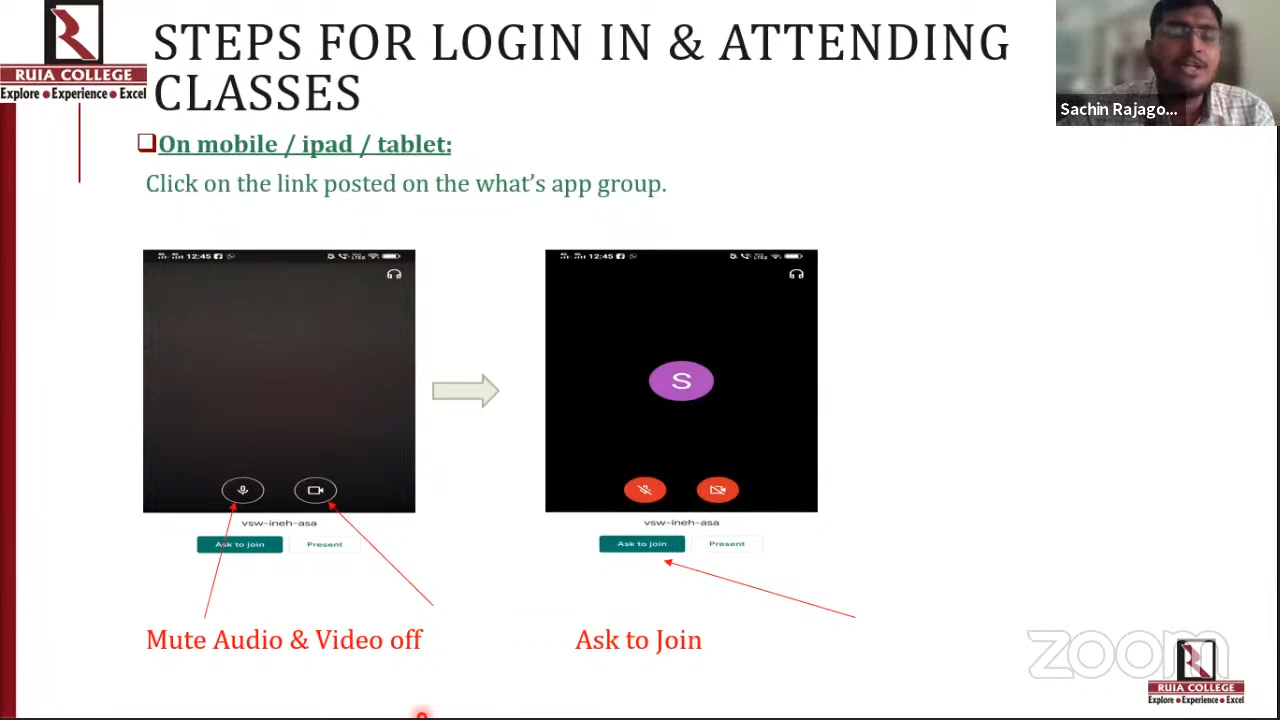 RUIA COLLEGE
Explore ● Experience ● Excel
STEPS FOR LOGIN IN & ATTENDING
CLASSES
Sachin Rajago...
On mobile / ipad / tablet:
Click on the link posted on the what’s app group.
12:45
12:45
S
vsw-ineh-asa
vsw-ineh-asa
Ask to join
Present
Ask to join
Present
Mute Audio & Video off
Ask to Join
zoom
RUIA COLLEGE
Explore ● Experience ● Excel